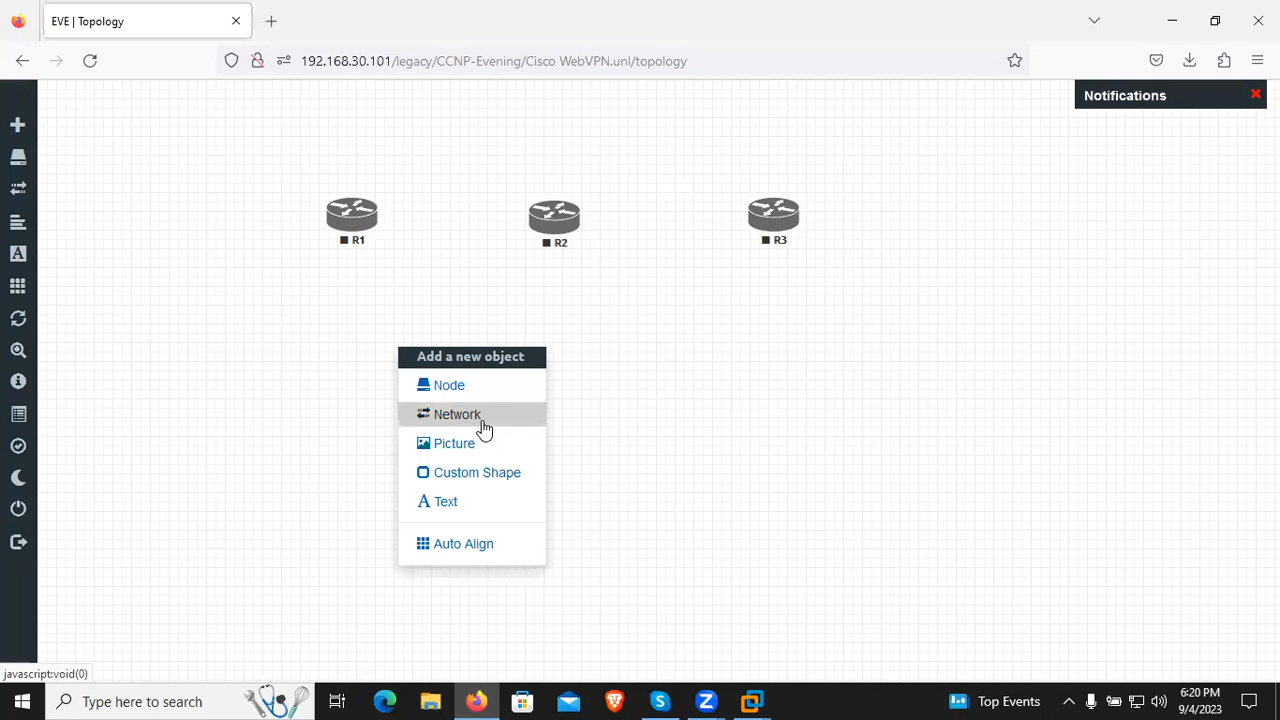 EVE | Topology
192.168.30.101/legacy/CCNP-Evening/Cisco WebVPN.unl/topology
Notifications
R1
R2
R3
Add a new object
Node
Network
Picture
Custom Shape
A Text
Auto Align
javascript:void(0)
Type here to search
Top Events
6:20 PM
9/4/2023